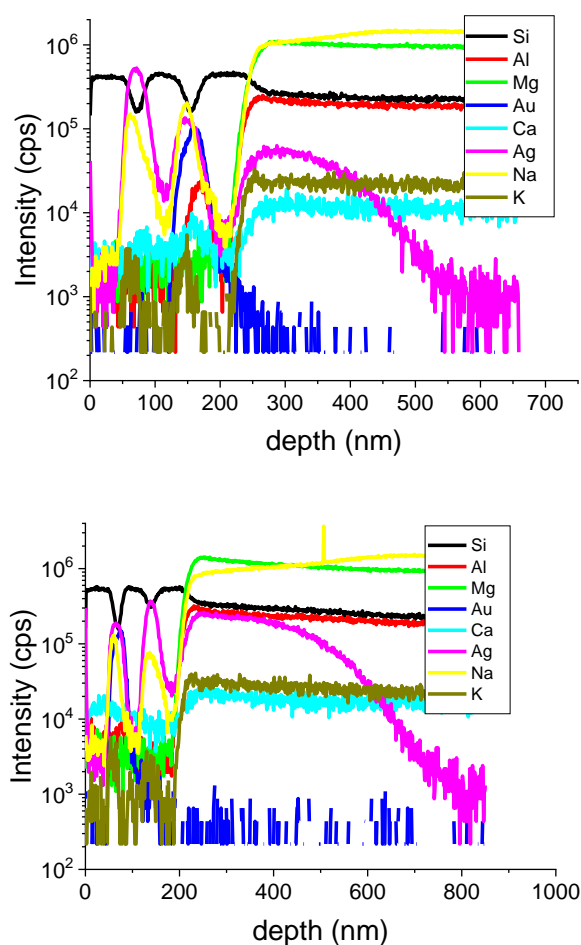 Si
Al
Mg
Au
Ca
Ag
Na
K
10^6
10^5
10^4
10^3
10^2
Intensity (cps)
0 100 200 300 400 500 600 700
depth (nm)
Si
Al
Mg
Au
Ca
Ag
Na
K
10^6
10^5
10^4
10^3
10^2
Intensity (cps)
0 200 400 600 800 1000
depth (nm)